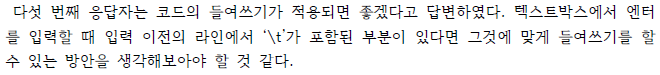 다섯 번째 응답자는 코드의 들여쓰기가 적용되면 좋겠다고 답변하였다. 텍스트박스에서 엔터
를 입력할 때 입력 이전의 라인에서 ‘\t’가 포함된 부분이 있다면 그것에 맞게 들여쓰기를 할
수 있는 방안을 생각해보아야 할 것 같다.